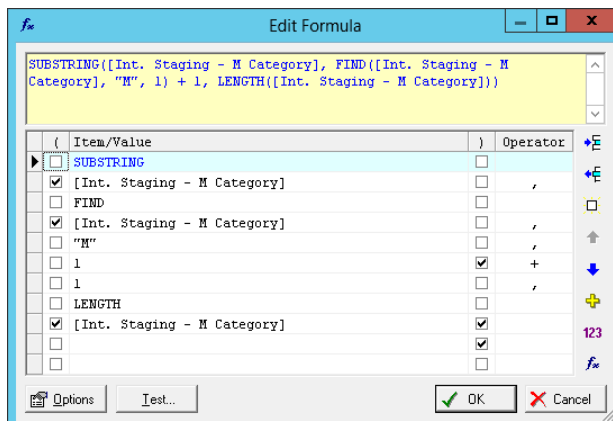 fx Edit Formula
SUBSTRING([Int. Staging - M Category], FIND([Int. Staging - M
Category], "M", 1) + 1, LENGTH([Int. Staging - M Category]))
( Item/Value ) Operator
SUBSTRING
[Int. Staging - M Category] ,
FIND
[Int. Staging - M Category] ,
"M" ,
1 +
1 ,
LENGTH
[Int. Staging - M Category]
123
fx
Options Test... OK Cancel